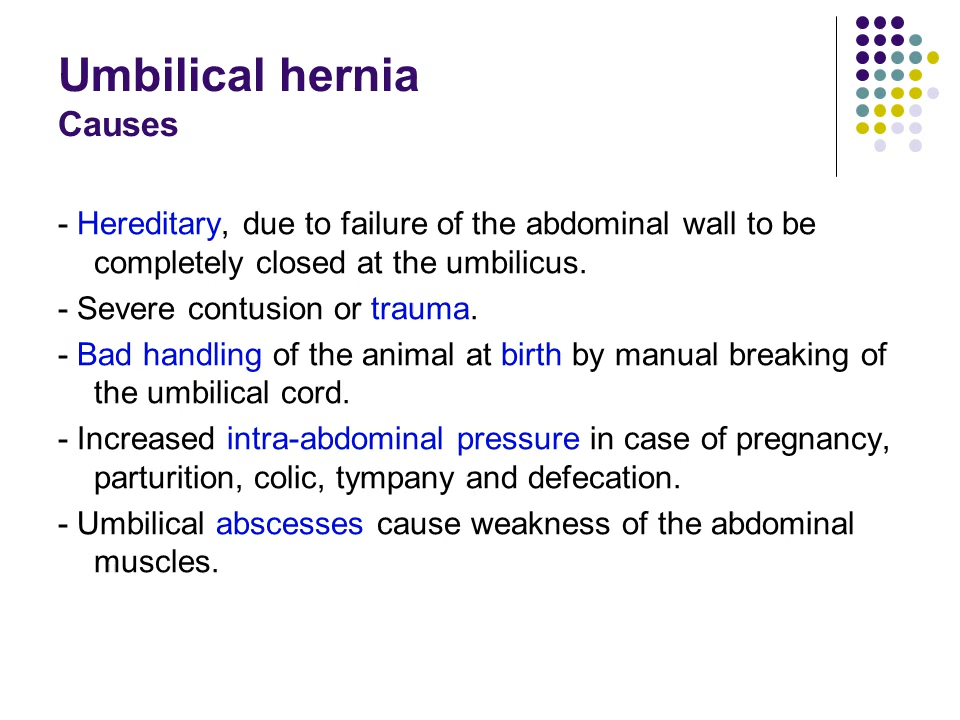 Umbilical hernia
Causes
- Hereditary, due to failure of the abdominal wall to be
completely closed at the umbilicus.
- Severe contusion or trauma.
- Bad handling of the animal at birth by manual breaking of
the umbilical cord.
- Increased intra-abdominal pressure in case of pregnancy,
parturition, colic, tympany and defecation.
- Umbilical abscesses cause weakness of the abdominal
muscles.